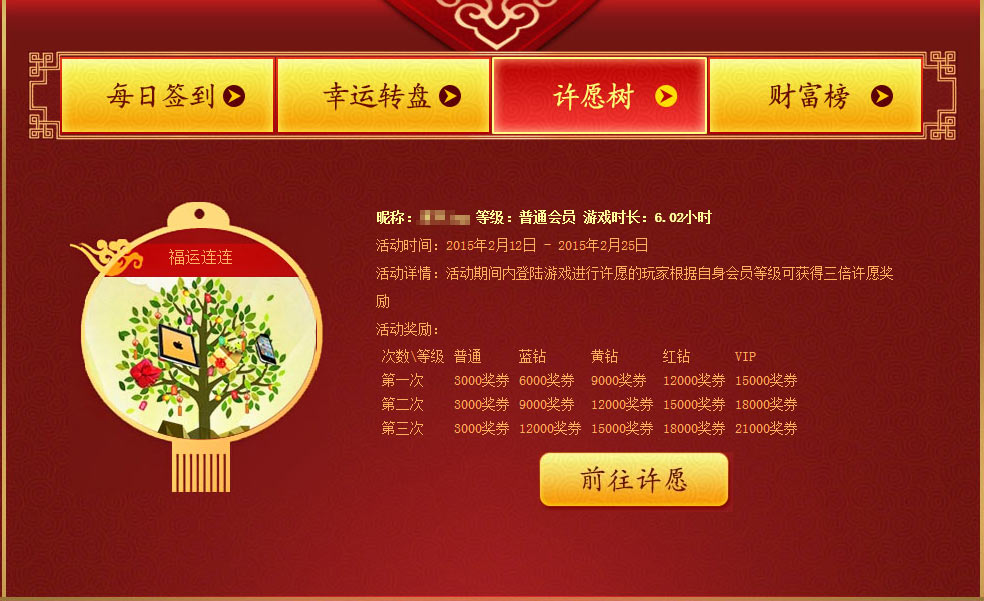 每日签到 幸运转盘 许愿树 财富榜
福运连连
昵称： 等级：普通会员 游戏时长：6.02小时
活动时间：2015年2月12日 - 2015年2月25日
活动详情：活动期间内登陆游戏进行许愿的玩家根据自身会员等级可获得三倍许愿奖
励
活动奖励：
次数\等级 普通 蓝钻 黄钻 红钻 VIP
第一次 3000奖券 6000奖券 9000奖券 12000奖券 15000奖券
第二次 3000奖券 9000奖券 12000奖券 15000奖券 18000奖券
第三次 3000奖券 12000奖券 15000奖券 18000奖券 21000奖券
前往许愿